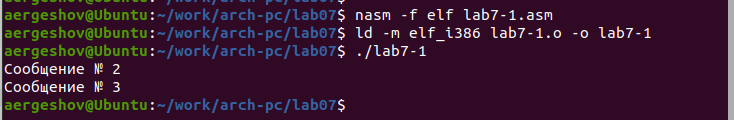 aergeshov@Ubuntu:~/work/arch-pc/lab07$ nasm -f elf lab7-1.asm
aergeshov@Ubuntu:~/work/arch-pc/lab07$ ld -m elf_i386 lab7-1.o -o lab7-1
aergeshov@Ubuntu:~/work/arch-pc/lab07$ ./lab7-1
Сообщение № 2
Сообщение № 3
aergeshov@Ubuntu:~/work/arch-pc/lab07$